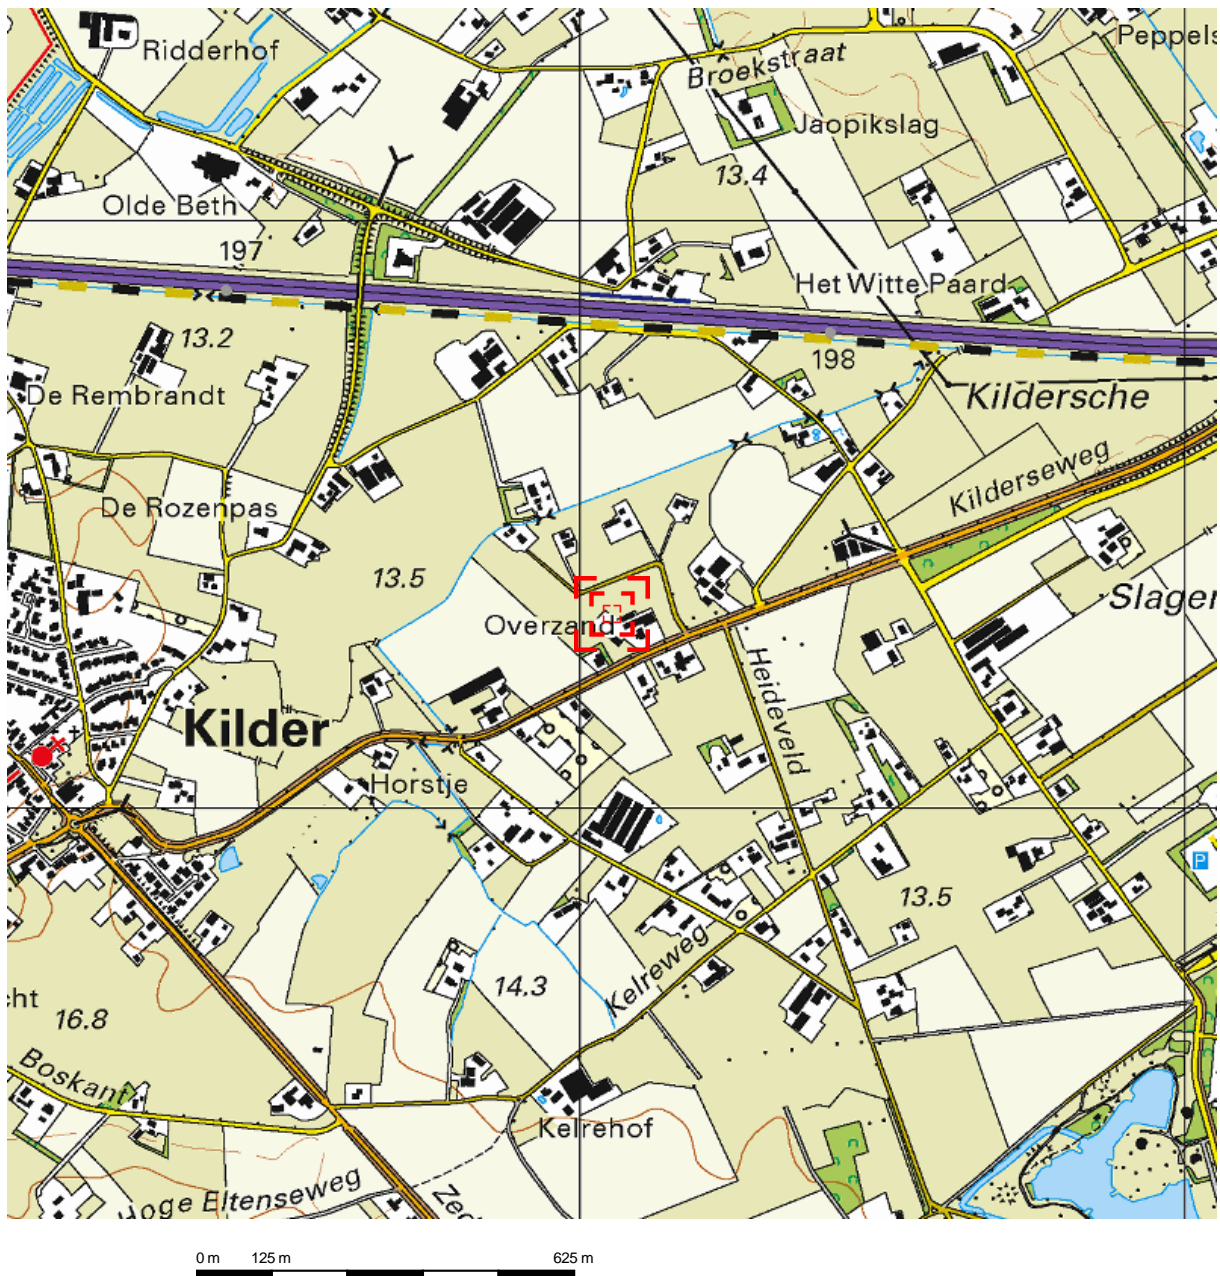 Ridderhof
Broekstraat
Peppels
Jaopikslag
13.4
Olde Beth
197
Het Witte Paard
13.2
198
De Rembrandt
Kildersche
Kilderseweg
De Rozenpas
13.5
Slager
Overzand
Heideveld
Kilder
Horstje
P
13.5
Kelreweg
14.3
cht
16.8
Boskant
Kelrehof
Hoge Eltenseweg
Zed
0 m 125 m 625 m